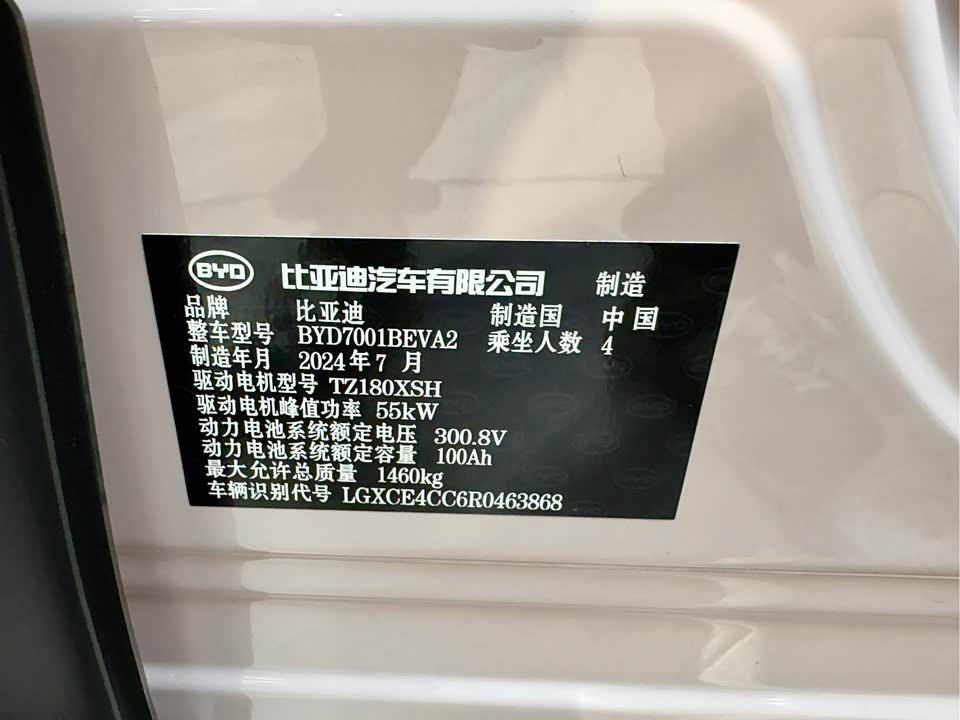 BYD 比亚迪汽车有限公司 制造
品牌 比亚迪 制造国 中国
整车型号 BYD7001BEVA2 乘坐人数 4
制造年月 2024年7月
驱动电机型号 TZ180XSH
驱动电机峰值功率 55kW
动力电池系统额定电压 300.8V
动力电池系统额定容量 100Ah
最大允许总质量 1460kg
车辆识别代号 LGXCE4CC6R0463868